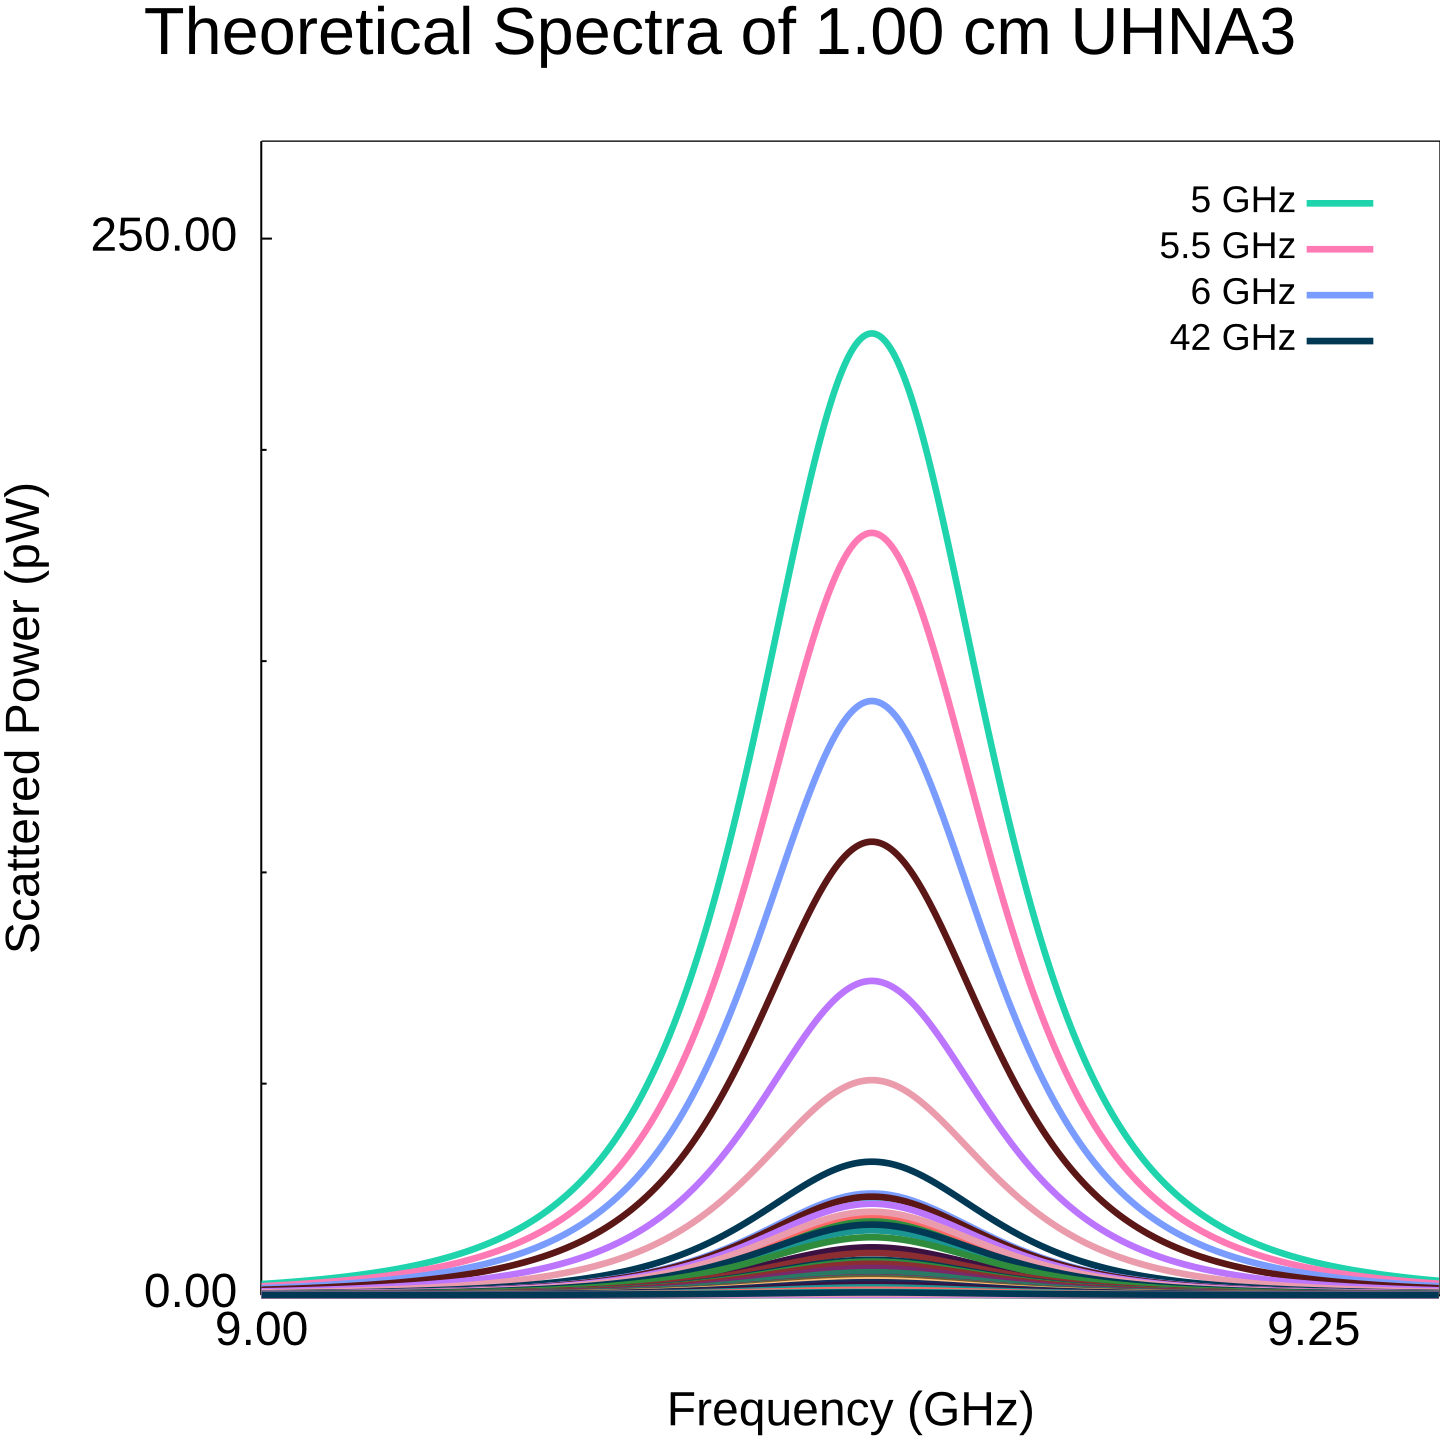 Theoretical Spectra of 1.00 cm UHNA3
250.00
5 GHz
5.5 GHz
6 GHz
42 GHz
Scattered Power (pW)
0.00
9.00
9.25
Frequency (GHz)